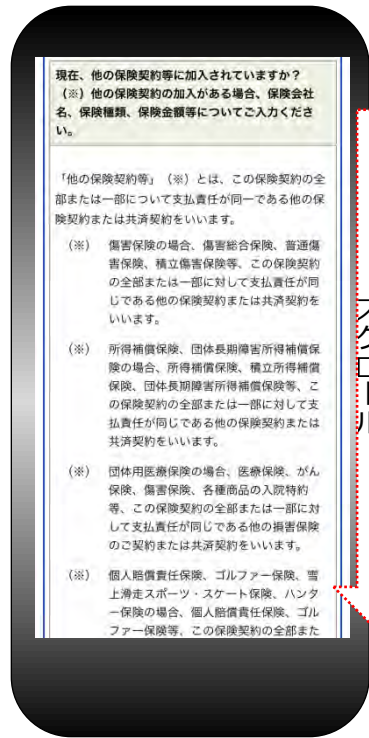 現在、他の保険契約等に加入されていますか？
（※）他の保険契約の加入がある場合、保険会社
名、保険種類、保険金額等についてご入力くださ
い。
「他の保険契約等」（※）とは、この保険契約の全
部または一部について支払責任が同一である他の保
険契約または共済契約をいいます。
（※） 傷害保険の場合、傷害総合保険、普通傷
害保険、積立傷害保険等、この保険契約
の全部または一部に対して支払責任が同
じである他の保険契約または共済契約を
いいます。
（※） 所得補償保険、団体長期障害所得補償保
険の場合、所得補償保険、積立所得補償
保険、団体長期障害所得補償保険等、こ
の保険契約の全部または一部に対して支
払責任が同じである他の保険契約または
共済契約をいいます。
（※） 団体用医療保険の場合、医療保険、がん
保険、傷害保険、各種商品の入院特約
等、この保険契約の全部または一部に対
して支払責任が同じである他の損害保険
のご契約または共済契約をいいます。
（※） 個人賠償責任保険、ゴルファー保険、雪
上滑走スポーツ・スケート保険、ハンタ
ー保険の場合、個人賠償責任保険、ゴル
ファー保険等、この保険契約の全部また